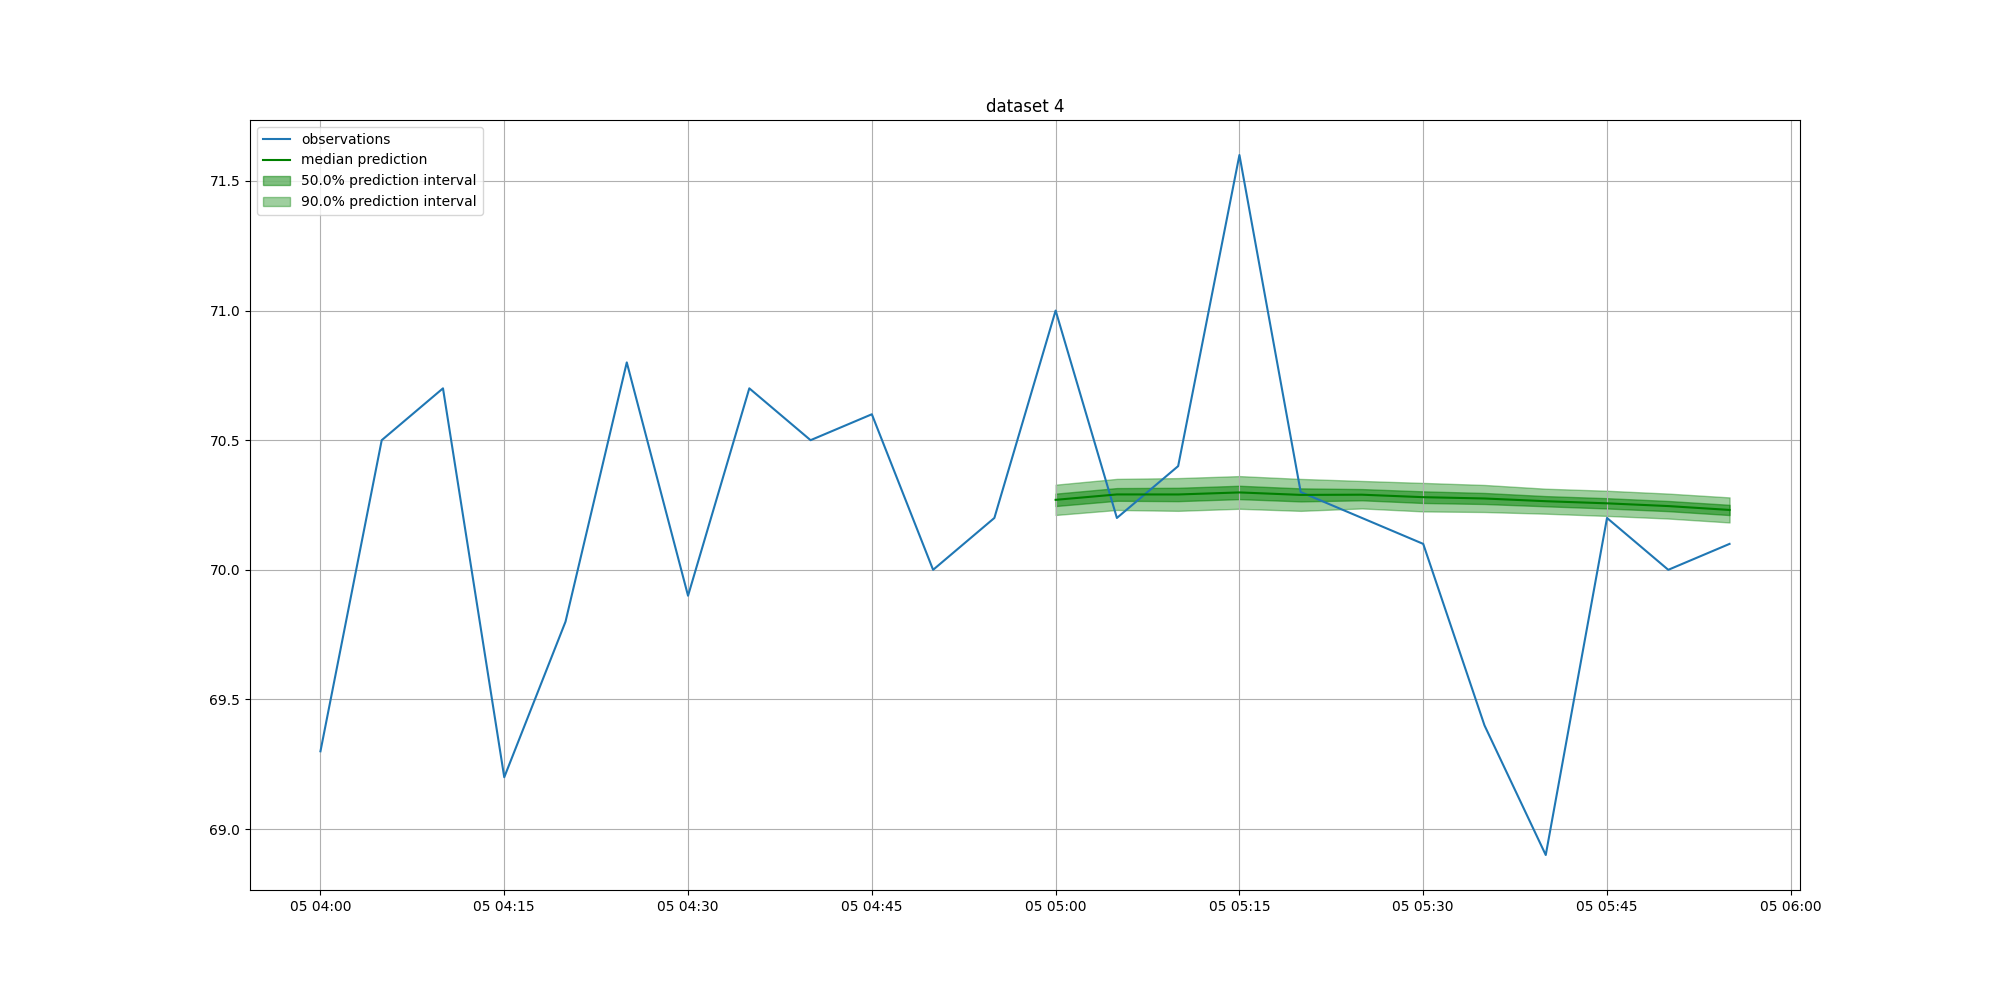 dataset 4
observations
median prediction
50.0% prediction interval
90.0% prediction interval
71.5
71.0
70.5
70.0
69.5
69.0
05 04:00 05 04:15 05 04:30 05 04:45 05 05:00 05 05:15 05 05:30 05 05:45 05 06:00